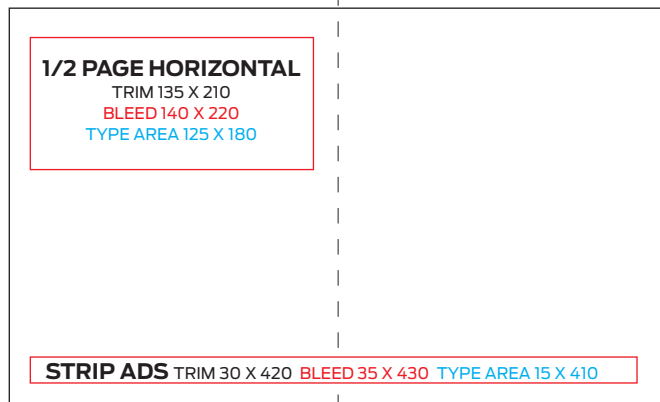 1/2 PAGE HORIZONTAL
TRIM 135 X 210
BLEED 140 X 220
TYPE AREA 125 X 180
STRIP ADS TRIM 30 X 420 BLEED 35 X 430 TYPE AREA 15 X 410